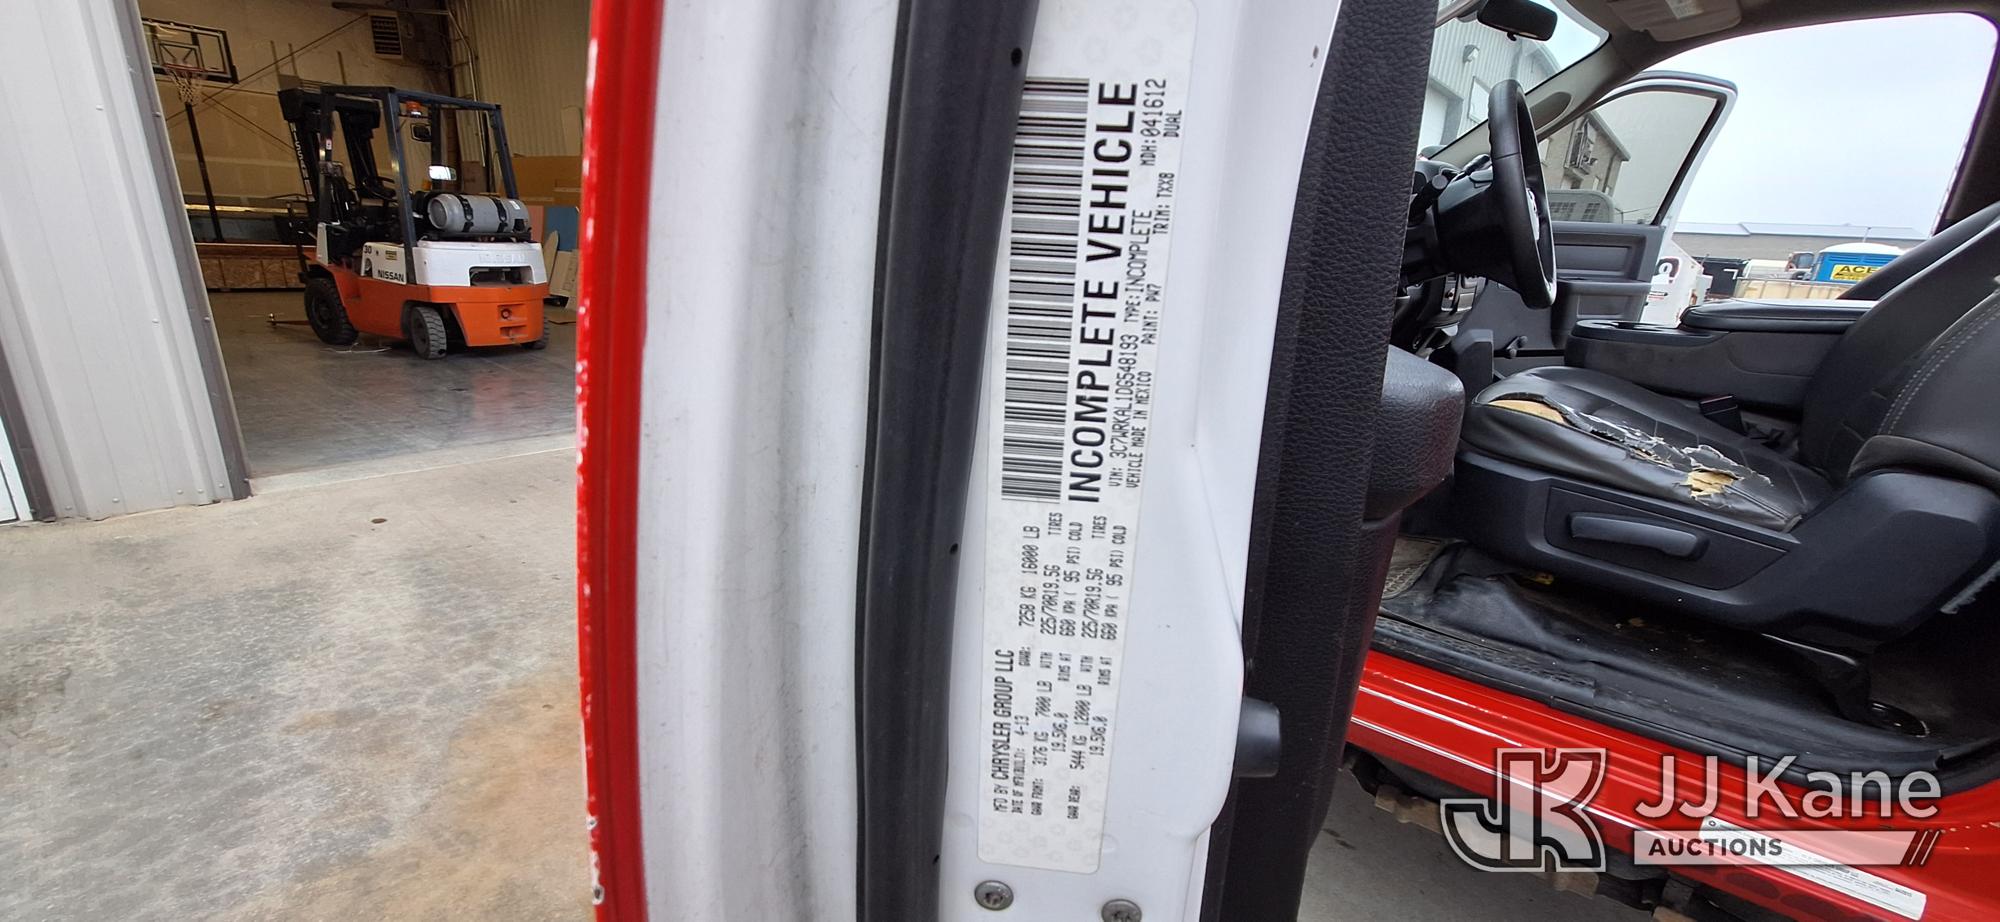 MFD BY CHRYSLER GROUP LLC
DATE OF MFR(BUILT): 4-13 GVWR: 7258 KG 16000 LB
GAWR FRONT: 3176 KG 7000 LB WITH 225/70R19.5G TIRES
19.5X6.0 RIMS AT 660 KPA ( 95 PSI) COLD
GAWR REAR: 5444 KG 12000 LB WITH 225/70R19.5G TIRES
19.5X6.0 RIMS AT 660 KPA ( 95 PSI) COLD
INCOMPLETE VEHICLE
VIN: 3C7WRKAL1DG548193 TYPE: INCOMPLETE MDH: 041612
VEHICLE MADE IN MEXICO PAINT: PW7 TRIM: TXX8 DUAL
30
NISSAN
ACE
JJ Kane
AUCTIONS